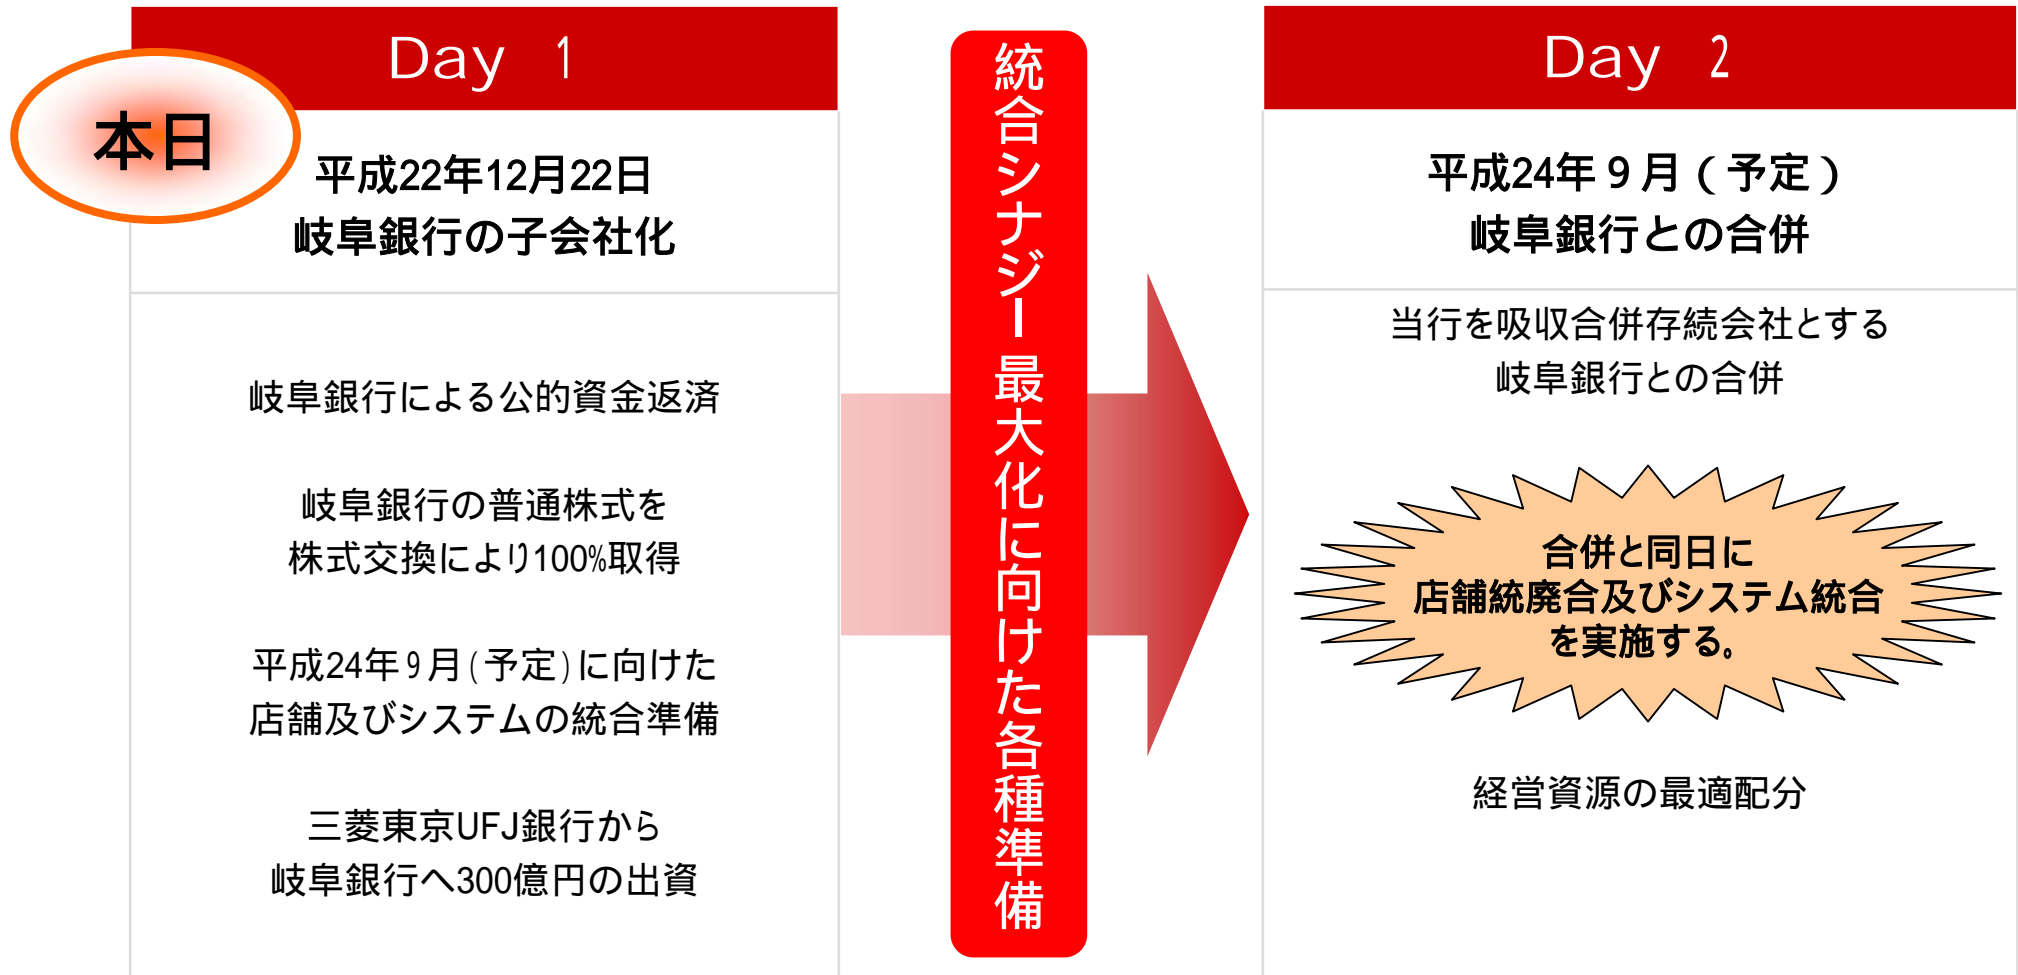 Day 1
本日
平成22年12月22日
岐阜銀行の子会社化
岐阜銀行による公的資金返済
岐阜銀行の普通株式を
株式交換により100%取得
平成24年9月(予定)に向けた
店舗及びシステムの統合準備
三菱東京UFJ銀行から
岐阜銀行へ300億円の出資
統合シナジー最大化に向けた各種準備
Day 2
平成24年9月(予定)
岐阜銀行との合併
当行を吸収合併存続会社とする
岐阜銀行との合併
合併と同日に
店舗統廃合及びシステム統合
を実施する。
経営資源の最適配分